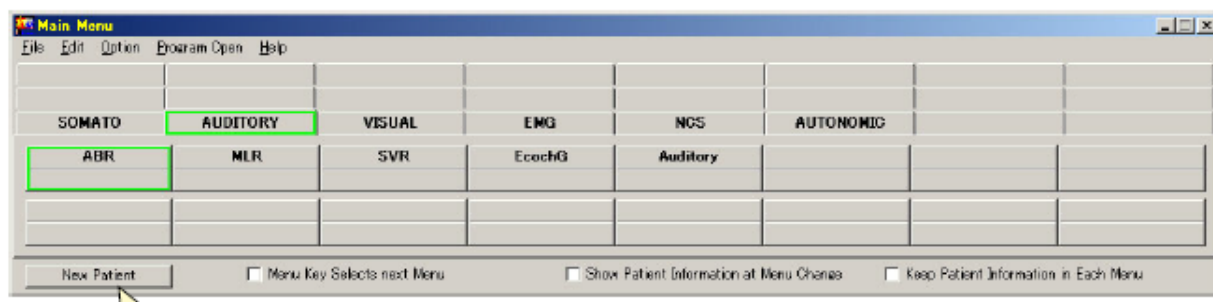 Main Menu
File Edit Option Program Open Help
SOMATO AUDITORY VISUAL EMG NCS AUTONOMIC
ABR MLR SVR EcochG Auditory
New Patient Menu Key Selects next Menu Show Patient Information at Menu Change Keep Patient Information in Each Menu